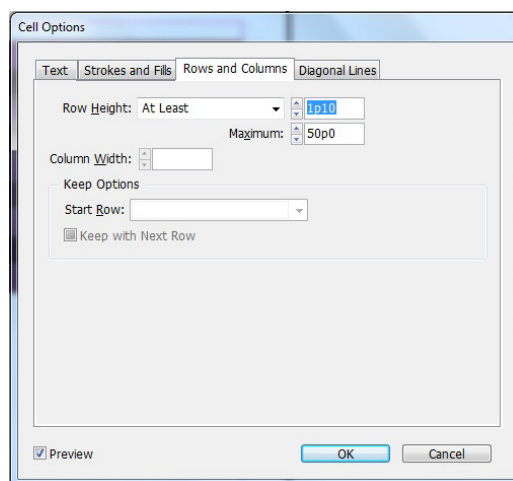 Cell Options
Text Strokes and Fills Rows and Columns Diagonal Lines
Row Height: At Least 1p10
Maximum: 50p0
Column Width:
Keep Options
Start Row:
Keep with Next Row
Preview OK Cancel